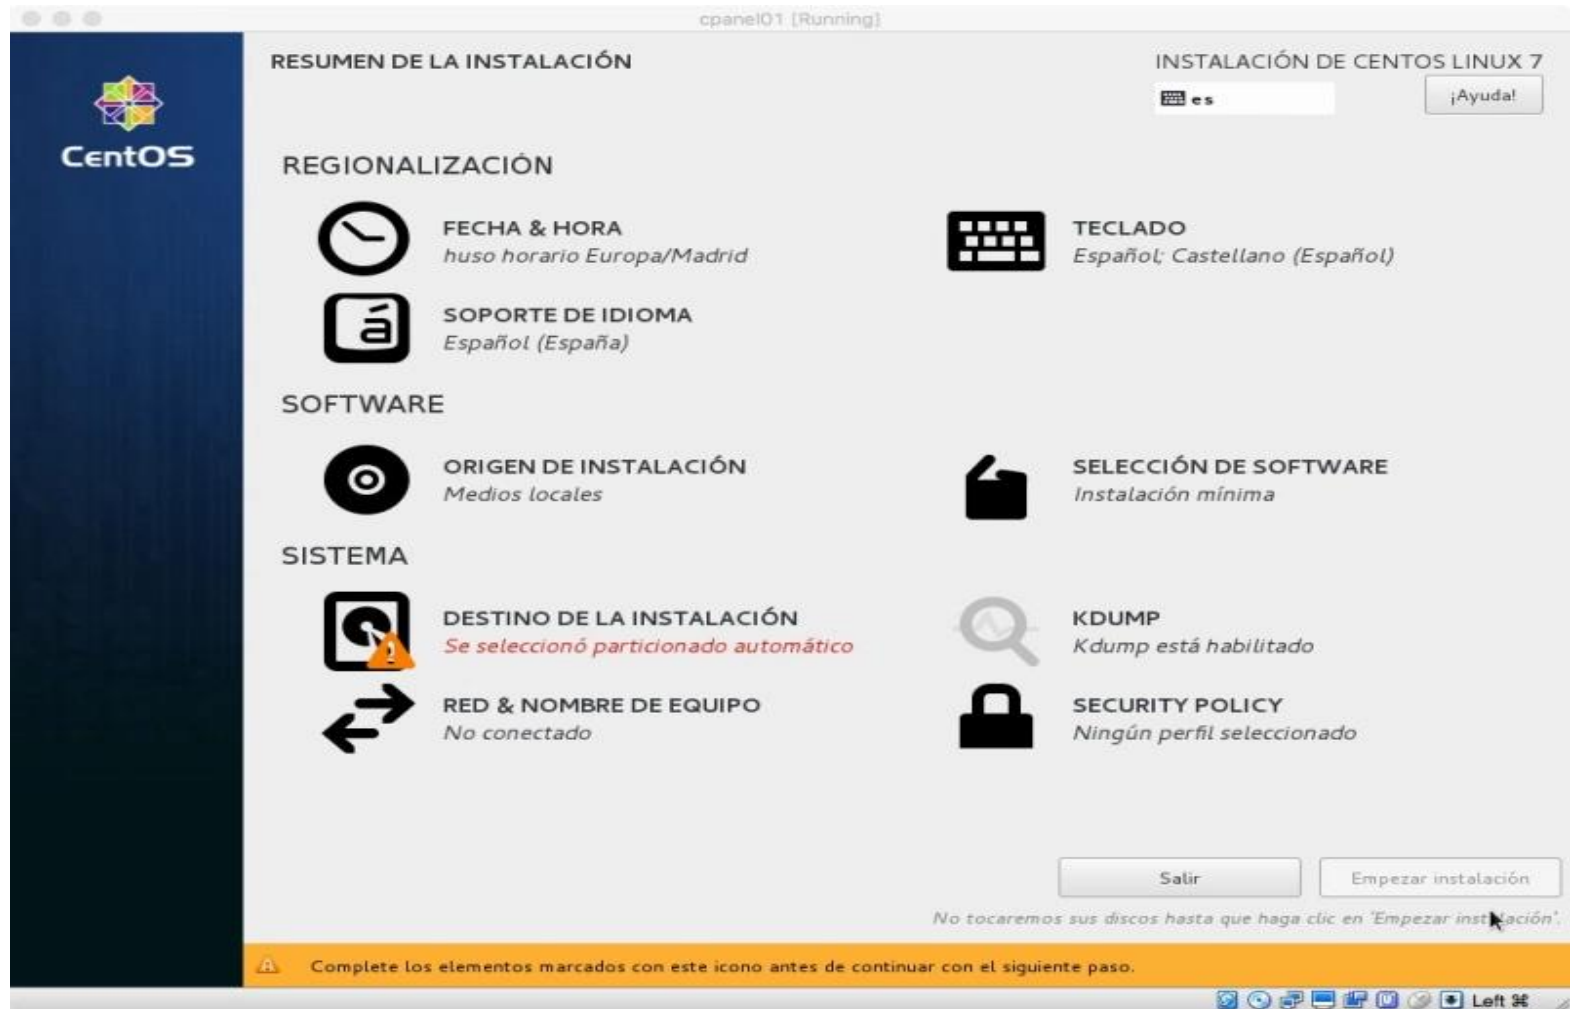 cpanel01 [Running]
RESUMEN DE LA INSTALACIÓN
INSTALACIÓN DE CENTOS LINUX 7
es
¡Ayuda!
CentOS
REGIONALIZACIÓN
FECHA & HORA
huso horario Europa/Madrid
TECLADO
Español; Castellano (Español)
á
SOPORTE DE IDIOMA
Español (España)
SOFTWARE
ORIGEN DE INSTALACIÓN
Medios locales
SELECCIÓN DE SOFTWARE
Instalación mínima
SISTEMA
DESTINO DE LA INSTALACIÓN
Se seleccionó particionado automático
KDUMP
Kdump está habilitado
RED & NOMBRE DE EQUIPO
No conectado
SECURITY POLICY
Ningún perfil seleccionado
Salir
Empezar instalación
No tocaremos sus discos hasta que haga clic en 'Empezar instalación'.
Complete los elementos marcados con este icono antes de continuar con el siguiente paso.
Left ⌘